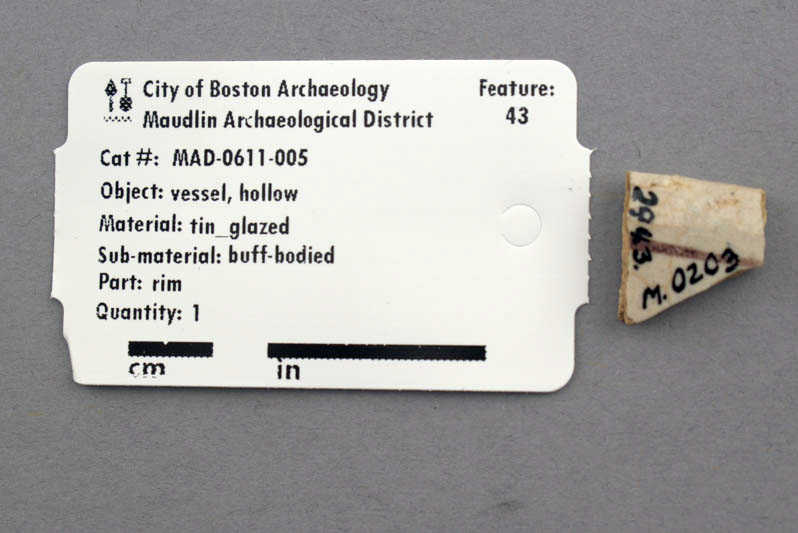 City of Boston Archaeology
Maudlin Archaeological District
Feature:
43
Cat #: MAD-0611-005
Object: vessel, hollow
Material: tin_glazed
Sub-material: buff-bodied
Part: rim
Quantity: 1
cm
in
2943.
M.0203